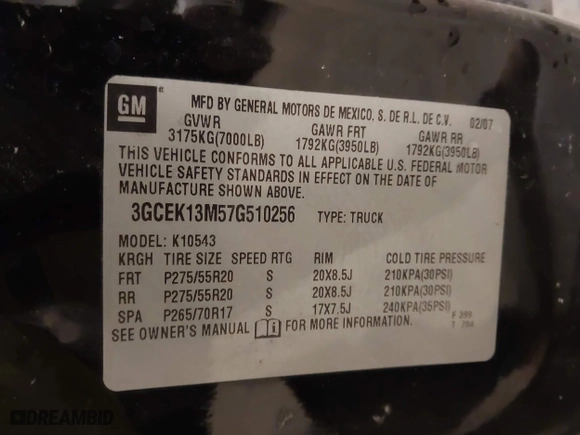 GM
MFD BY GENERAL MOTORS DE MEXICO, S. DE R.L. DE C.V. 02/07
GVWR GAWR FRT GAWR RR
3175KG(7000LB) 1792KG(3950LB) 1792KG(3950LB)
THIS VEHICLE CONFORMS TO ALL APPLICABLE U.S. FEDERAL MOTOR
VEHICLE SAFETY STANDARDS IN EFFECT ON THE DATE OF
MANUFACTURE SHOWN ABOVE.
3GCEK13M57G510256 TYPE: TRUCK
MODEL: K10543
KRGH TIRE SIZE SPEED RTG RIM COLD TIRE PRESSURE
FRT P275/55R20 S 20X8.5J 210KPA(30PSI)
RR P275/55R20 S 20X8.5J 210KPA(30PSI)
SPA P265/70R17 S 17X7.5J 240KPA(35PSI)
SEE OWNER'S MANUAL FOR MORE INFORMATION.
F 399
T 794
DREAMBID